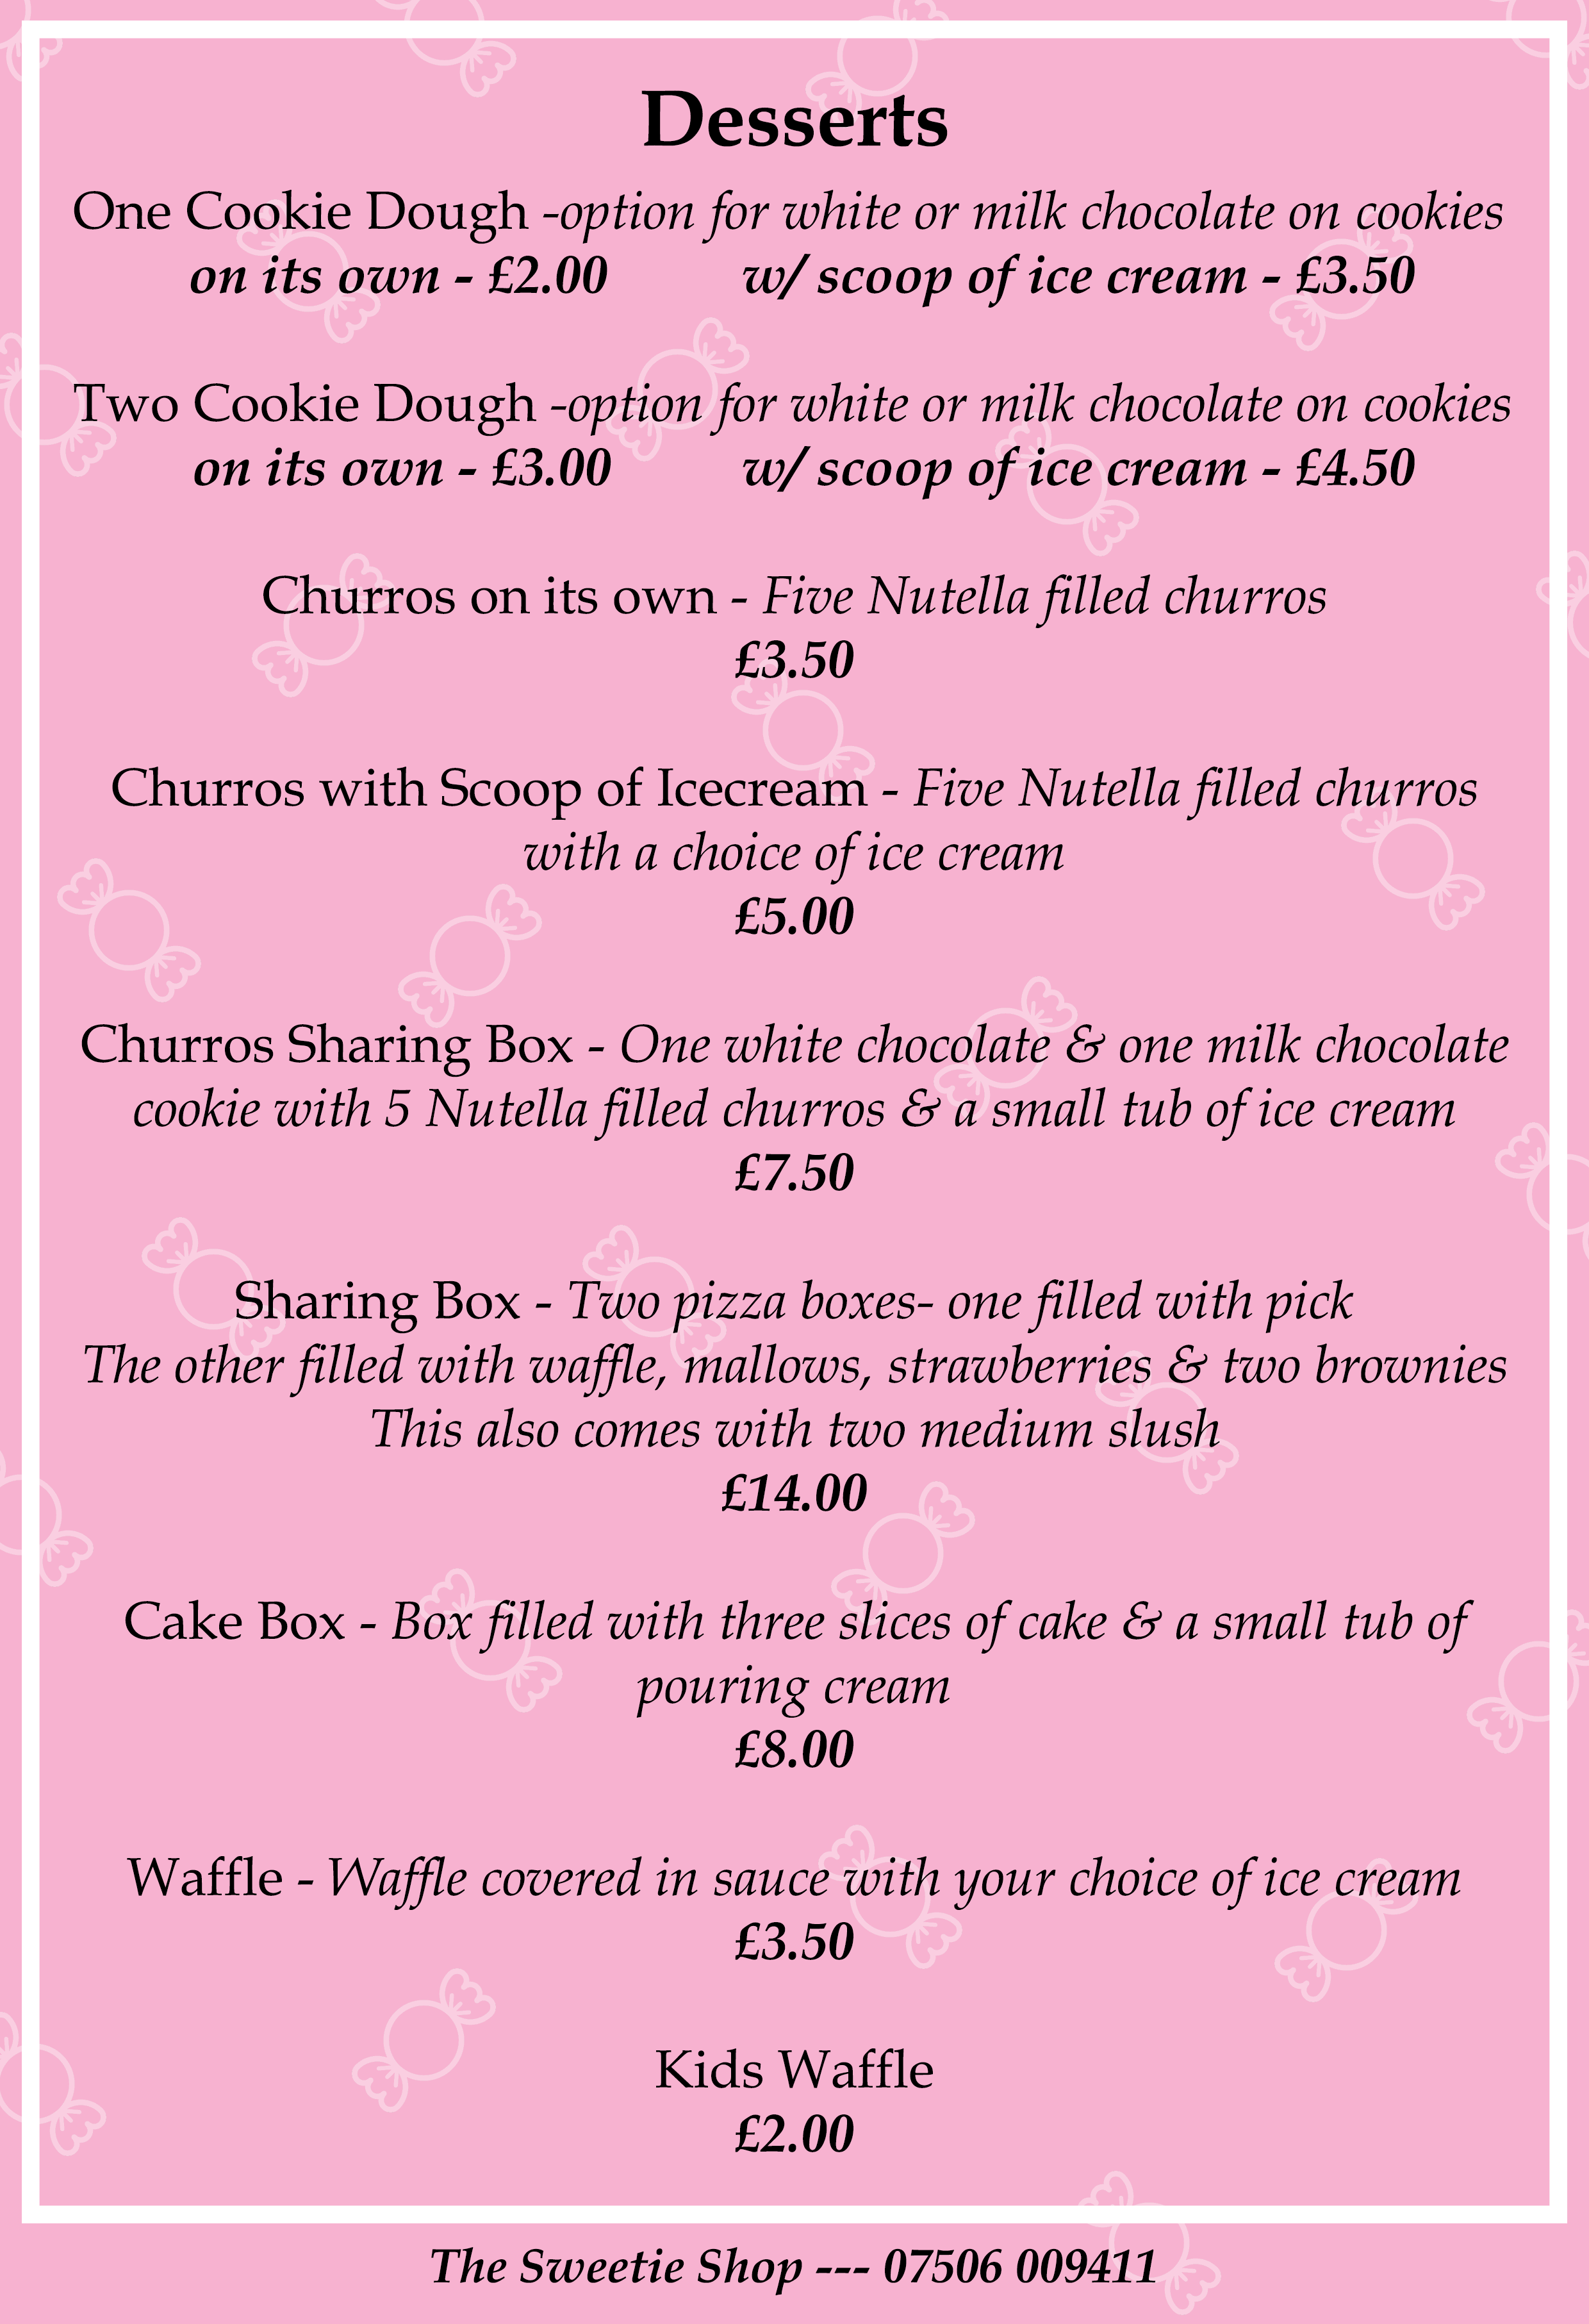 Desserts
One Cookie Dough -option for white or milk chocolate on cookies
on its own - £2.00 w/ scoop of ice cream - £3.50
Two Cookie Dough -option for white or milk chocolate on cookies
on its own - £3.00 w/ scoop of ice cream - £4.50
Churros on its own - Five Nutella filled churros
£3.50
Churros with Scoop of Icecream - Five Nutella filled churros
with a choice of ice cream
£5.00
Churros Sharing Box - One white chocolate & one milk chocolate
cookie with 5 Nutella filled churros & a small tub of ice cream
£7.50
Sharing Box - Two pizza boxes- one filled with pick
The other filled with waffle, mallows, strawberries & two brownies
This also comes with two medium slush
£14.00
Cake Box - Box filled with three slices of cake & a small tub of
pouring cream
£8.00
Waffle - Waffle covered in sauce with your choice of ice cream
£3.50
Kids Waffle
£2.00
The Sweetie Shop --- 07506 009411